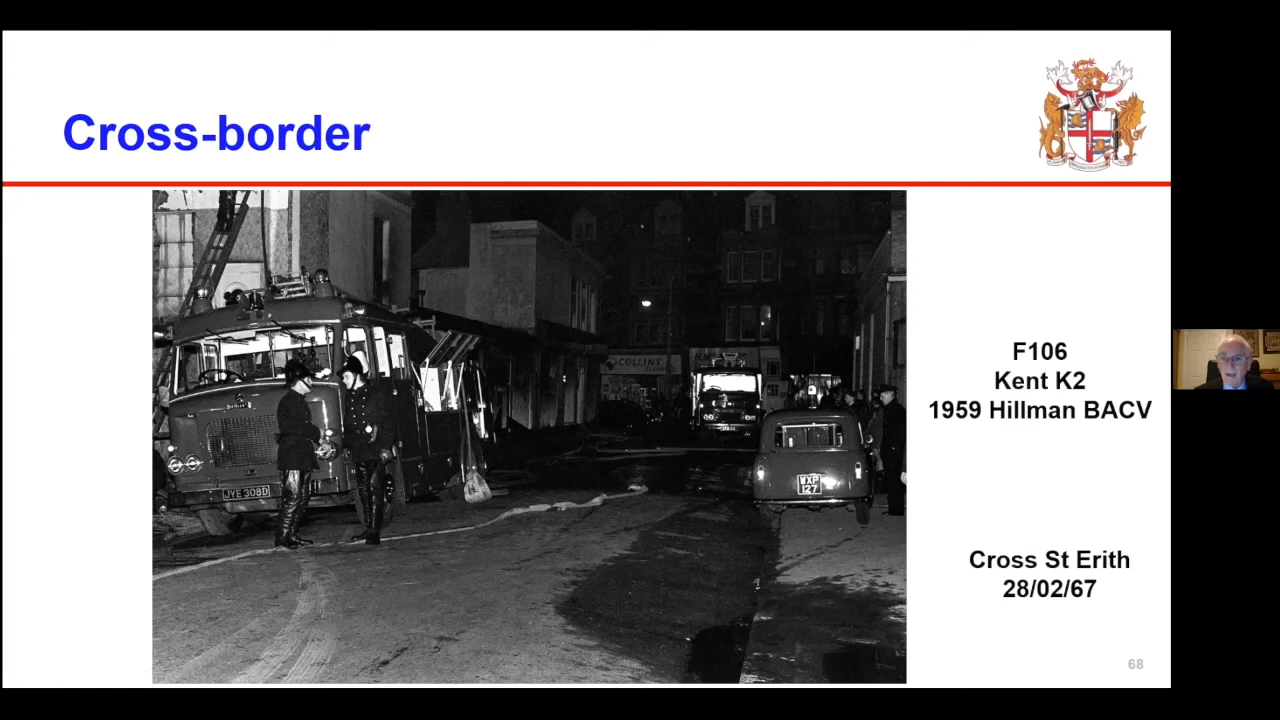 Cross-border
F106
Kent K2
1959 Hillman BACV
COLLINS
JYE 308D
WXP
127
Cross St Erith
28/02/67
68